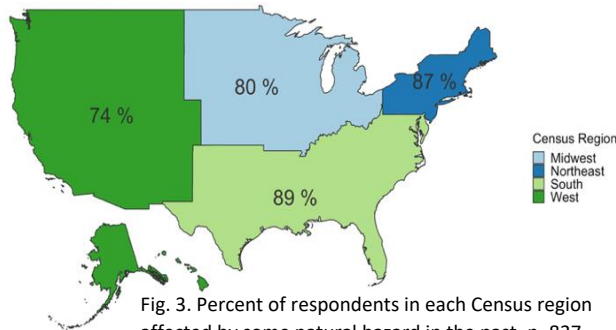 87 %
80 %
74 %
Census Region
Midwest
Northeast
South
West
89 %
Fig. 3. Percent of respondents in each Census region
affected by some natural hazard in the past, n=837